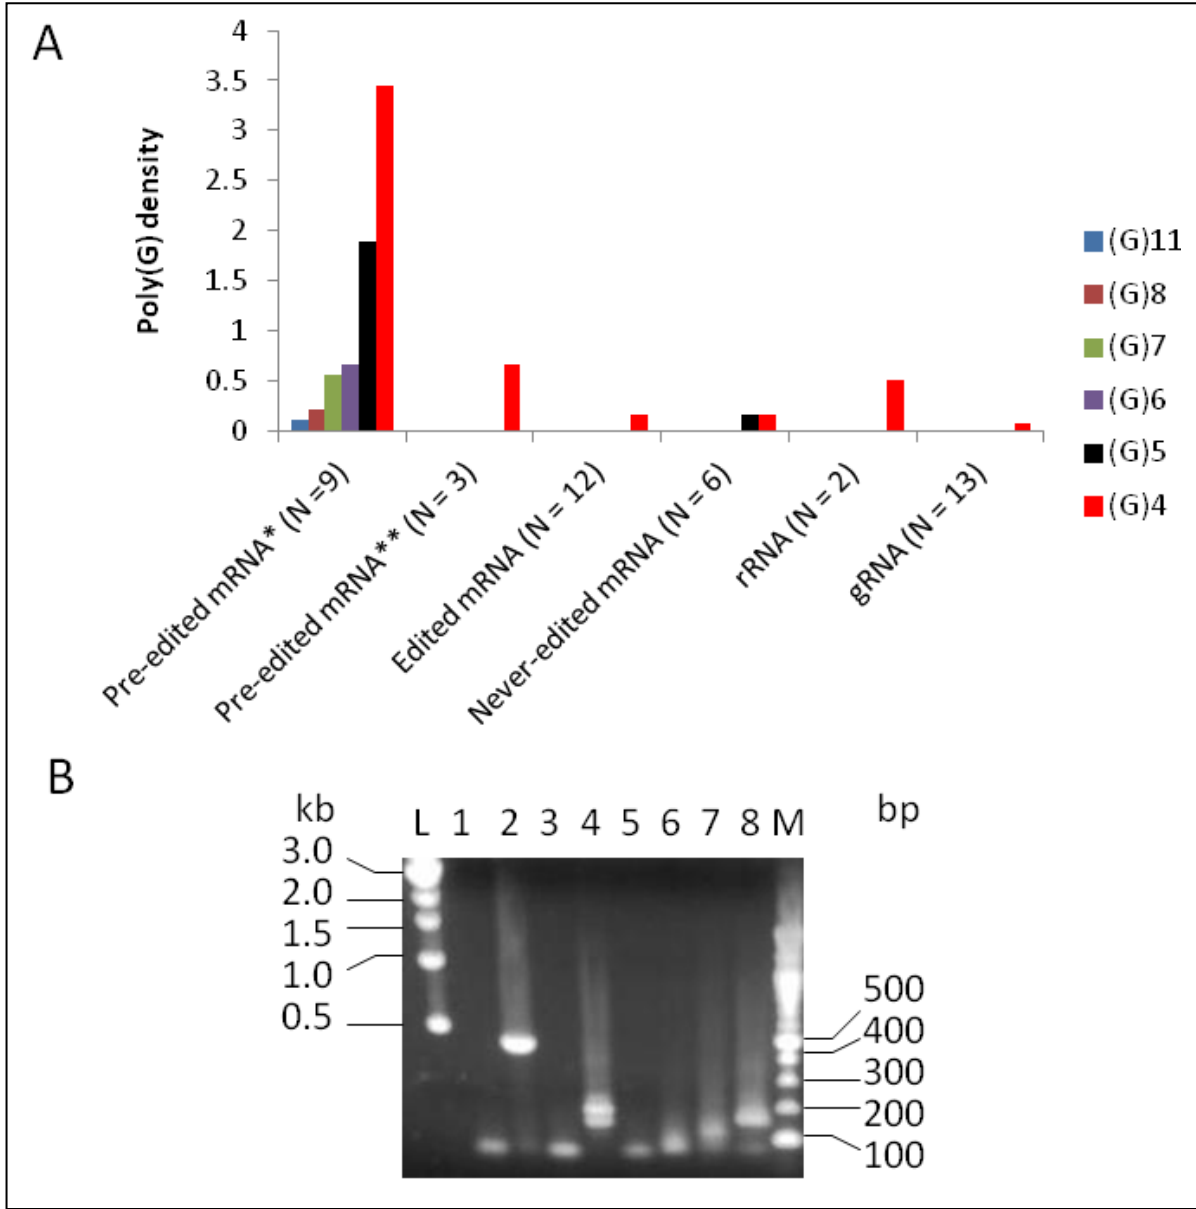 A
Poly(G) density
4
3.5
3
2.5
2
1.5
1
0.5
0
Pre-edited mRNA* (N =9)
Pre-edited mRNA** (N = 3)
Edited mRNA (N = 12)
Never-edited mRNA (N = 6)
rRNA (N = 2)
gRNA (N = 13)
(G)11
(G)8
(G)7
(G)6
(G)5
(G)4
B
kb L 1 2 3 4 5 6 7 8 M bp
3.0
2.0
1.5
1.0
0.5
500
400
300
200
100